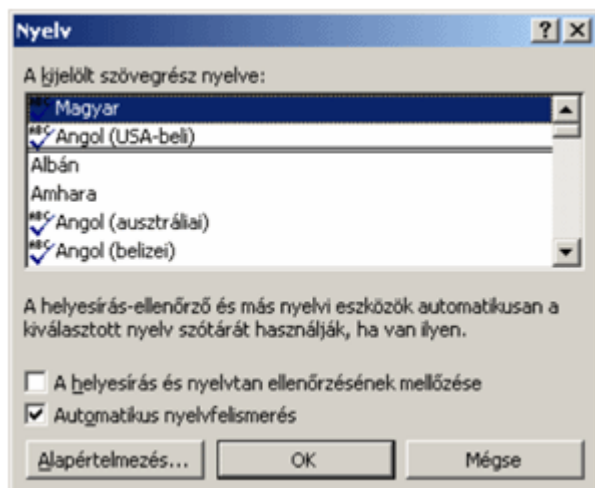 Nyelv
A kijelölt szövegrész nyelve:
Magyar
Angol (USA-beli)
Albán
Amhara
Angol (ausztráliai)
Angol (belizei)
A helyesírás-ellenőrző és más nyelvi eszközök automatikusan a
kiválasztott nyelv szótárát használják, ha van ilyen.
A helyesírás és nyelvtan ellenőrzésének mellőzése
Automatikus nyelvfelismerés
Alapértelmezés... OK Mégse